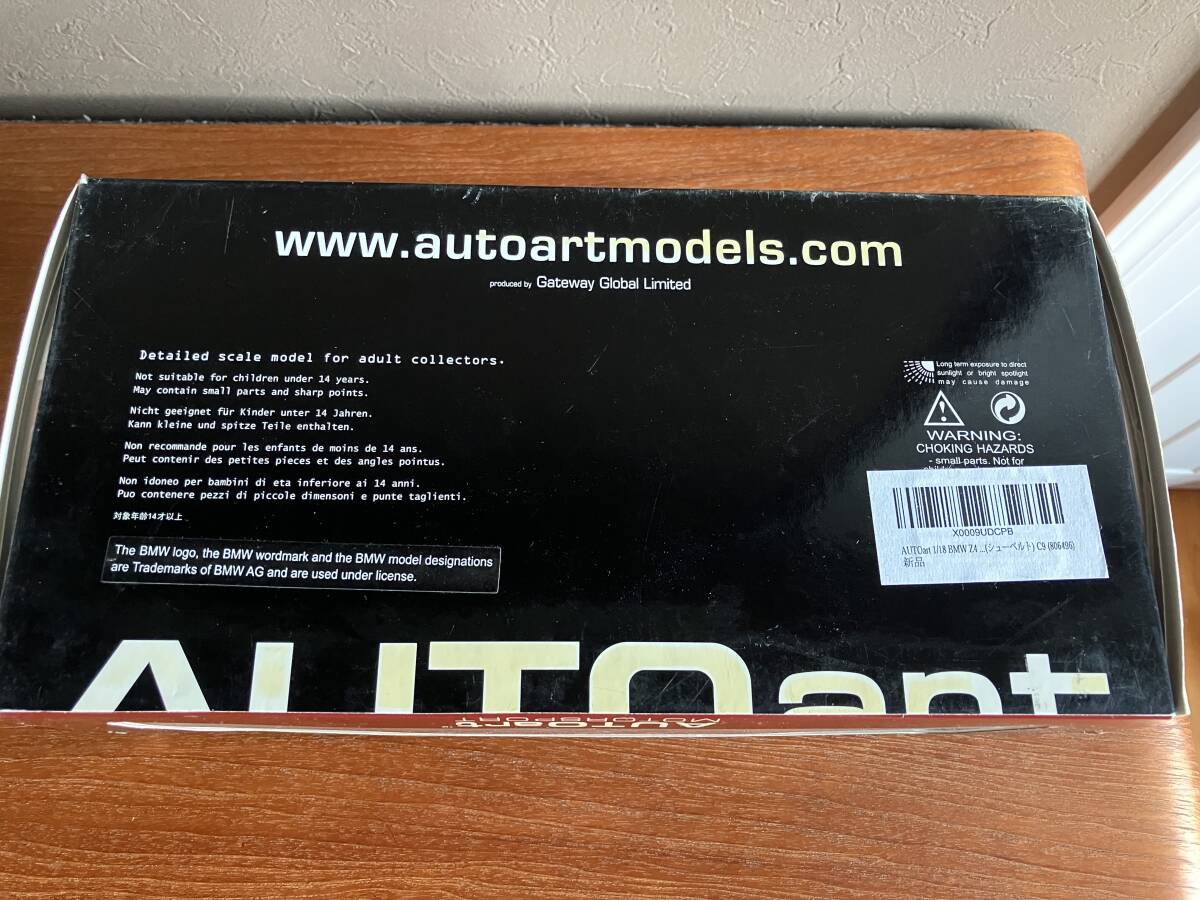 www.autoartmodels.com
produced by Gateway Global Limited
Detailed scale model for adult collectors.
Not suitable for children under 14 years.
May contain small parts and sharp points.
Nicht geeignet für Kinder unter 14 Jahren.
Kann kleine und spitze Teile enthalten.
Non recommande pour les enfants de moins de 14 ans.
Peut contenir des petites pieces et des angles pointus.
Non idoneo per bambini di eta inferiore ai 14 anni.
Puo contenere pezzi di piccole dimensoni e punte taglienti.
対象年齢14才以上
The BMW logo, the BMW wordmark and the BMW model designations
are Trademarks of BMW AG and are used under license.
Long term exposure to direct
sunlight or bright spotlight
may cause damage
WARNING:
CHOKING HAZARDS
- small parts. Not for
X0009UDCPB
AUTOart 1/18 BMW Z4 ...(シューベルト) C9 (806496)
新品
AUTOart
AUTOart
MOTORSPORT